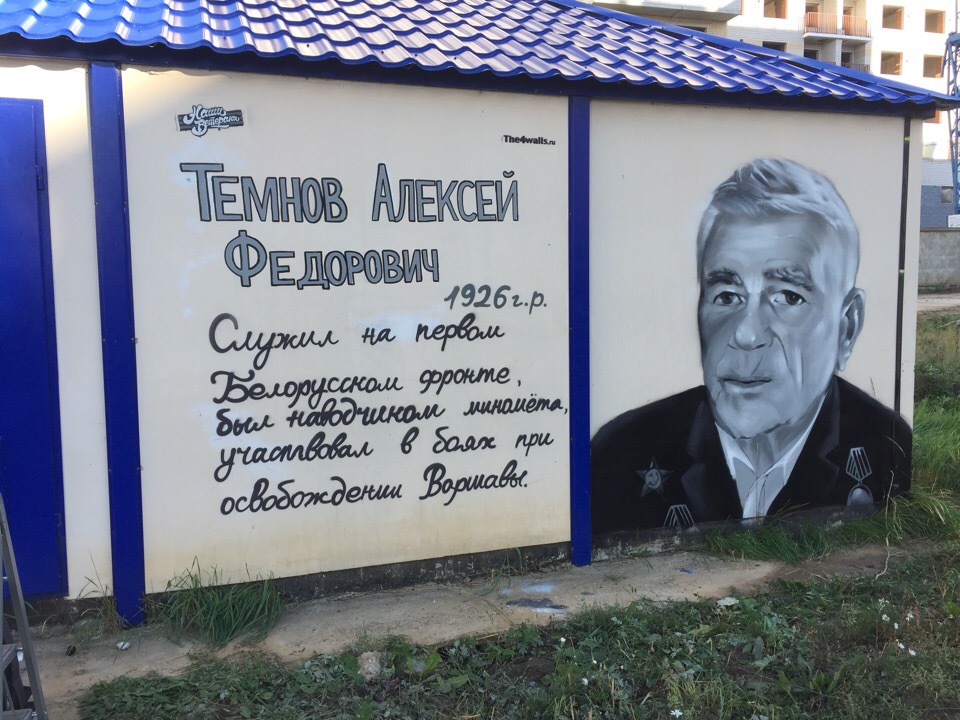 Наши
Ветераны
The4walls.ru
Темнов Алексей
Федорович
1926 г.р.
Служил на первом
Белорусском фронте,
был наводчиком миномёта,
участвовал в боях при
освобождении Воршавы.